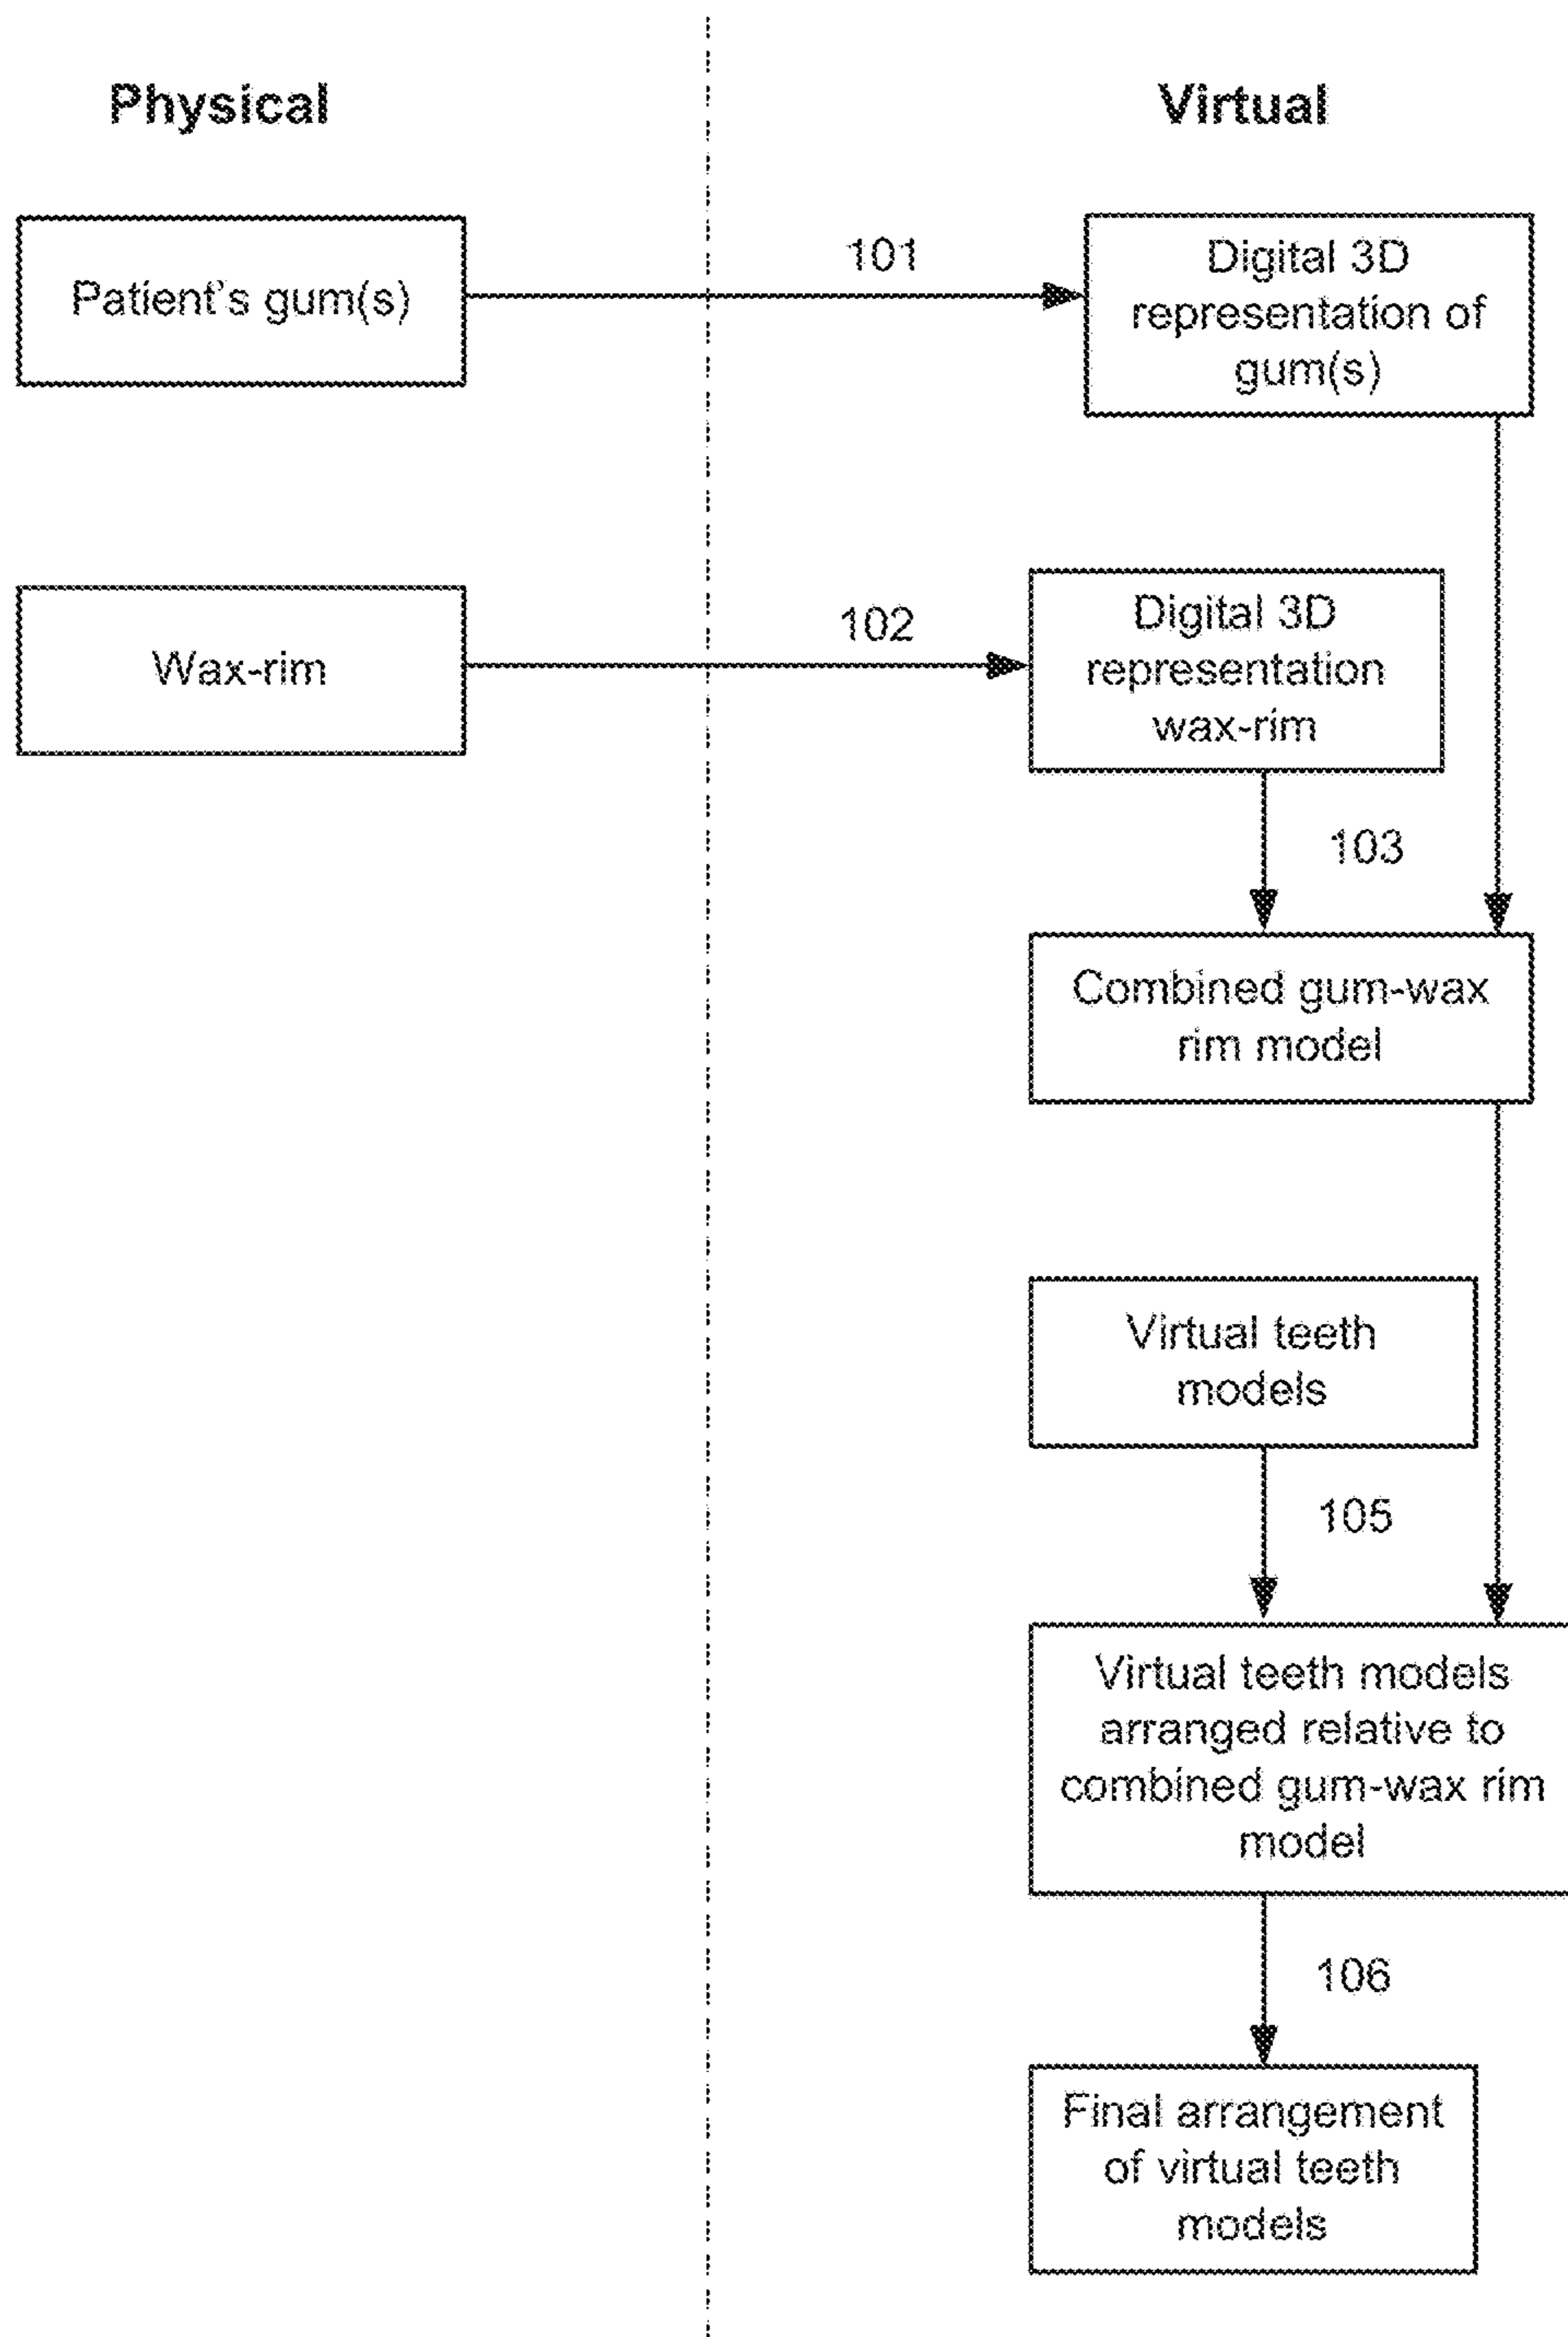 Physical
Virtual
Patient's gum(s)
101
Digital 3D
representation of
gum(s)
Wax-rim
102
Digital 3D
representation
wax-rim
103
Combined gum-wax
rim model
Virtual teeth
models
105
Virtual teeth models
arranged relative to
combined gum-wax rim
model
106
Final arrangement
of virtual teeth
models